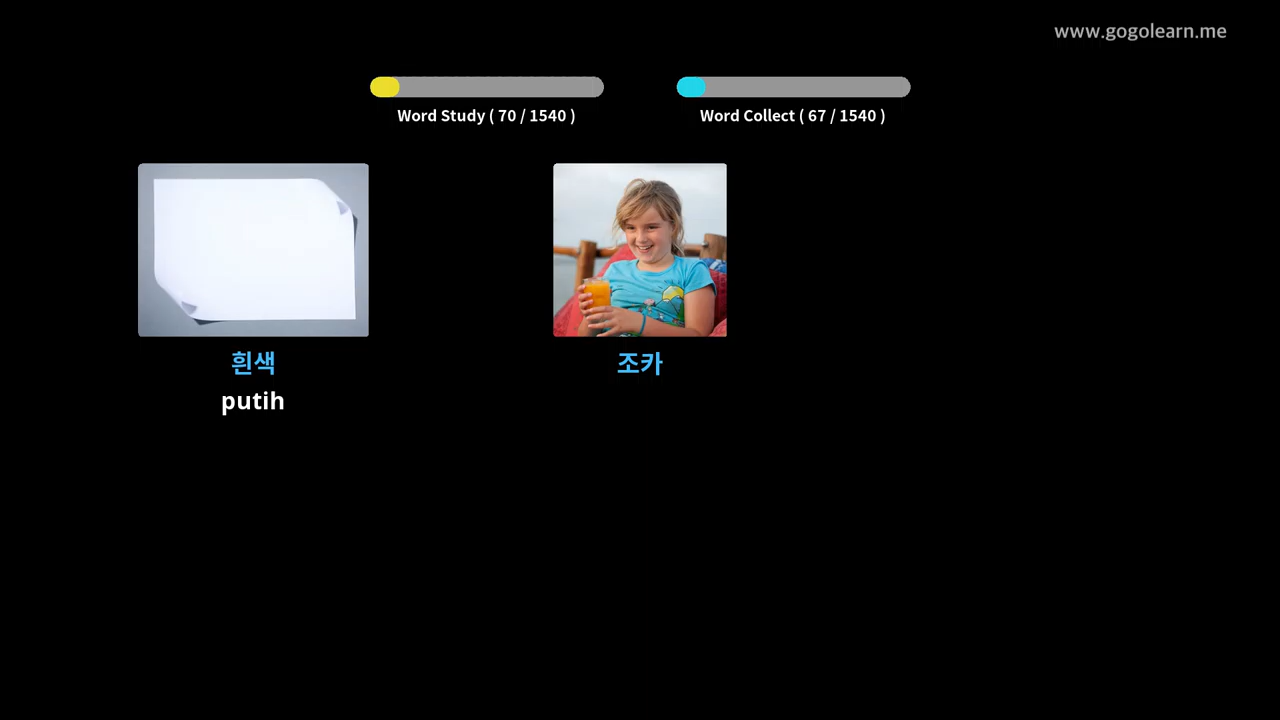 www.gogolearn.me
Word Study ( 70 / 1540 )
Word Collect ( 67 / 1540 )
흰색
조카
putih